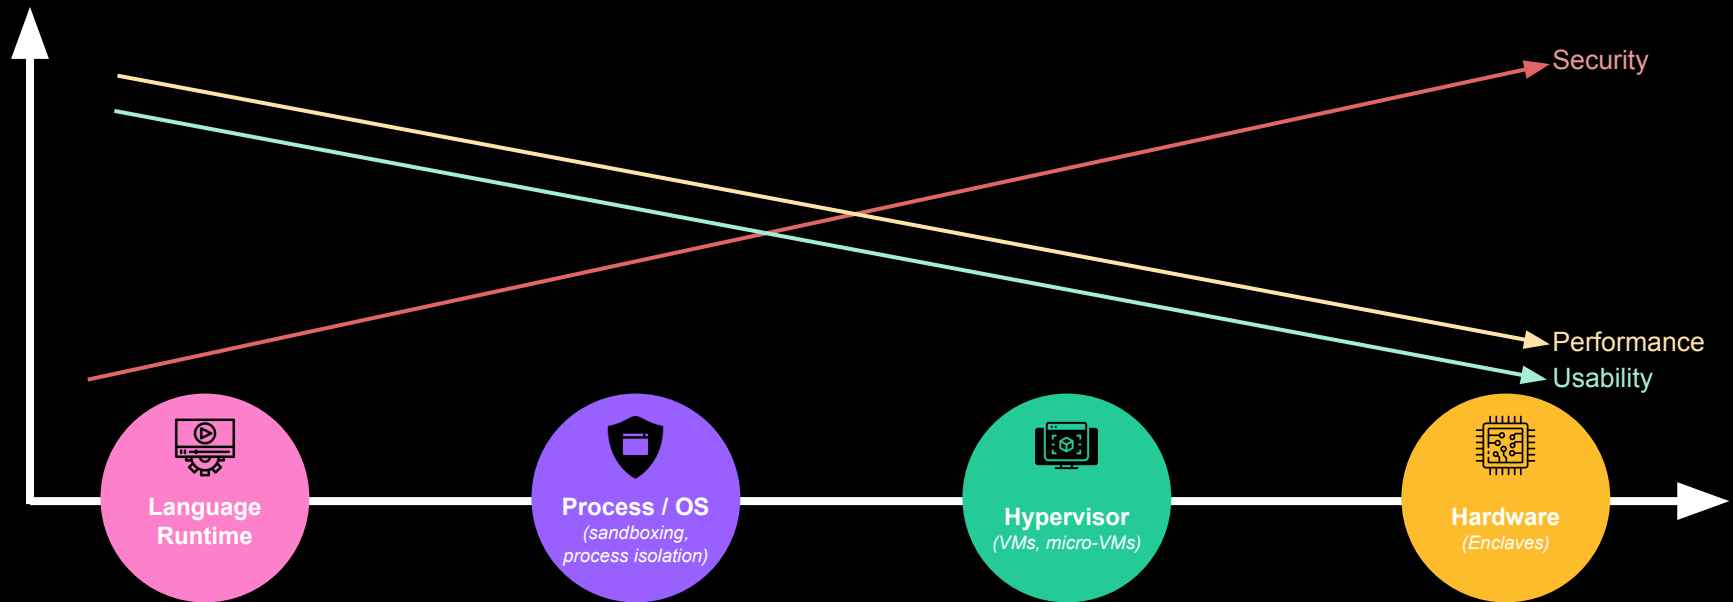 Security
Performance
Usability
Language
Runtime
Process / OS
(sandboxing,
process isolation)
Hypervisor
(VMs, micro-VMs)
Hardware
(Enclaves)